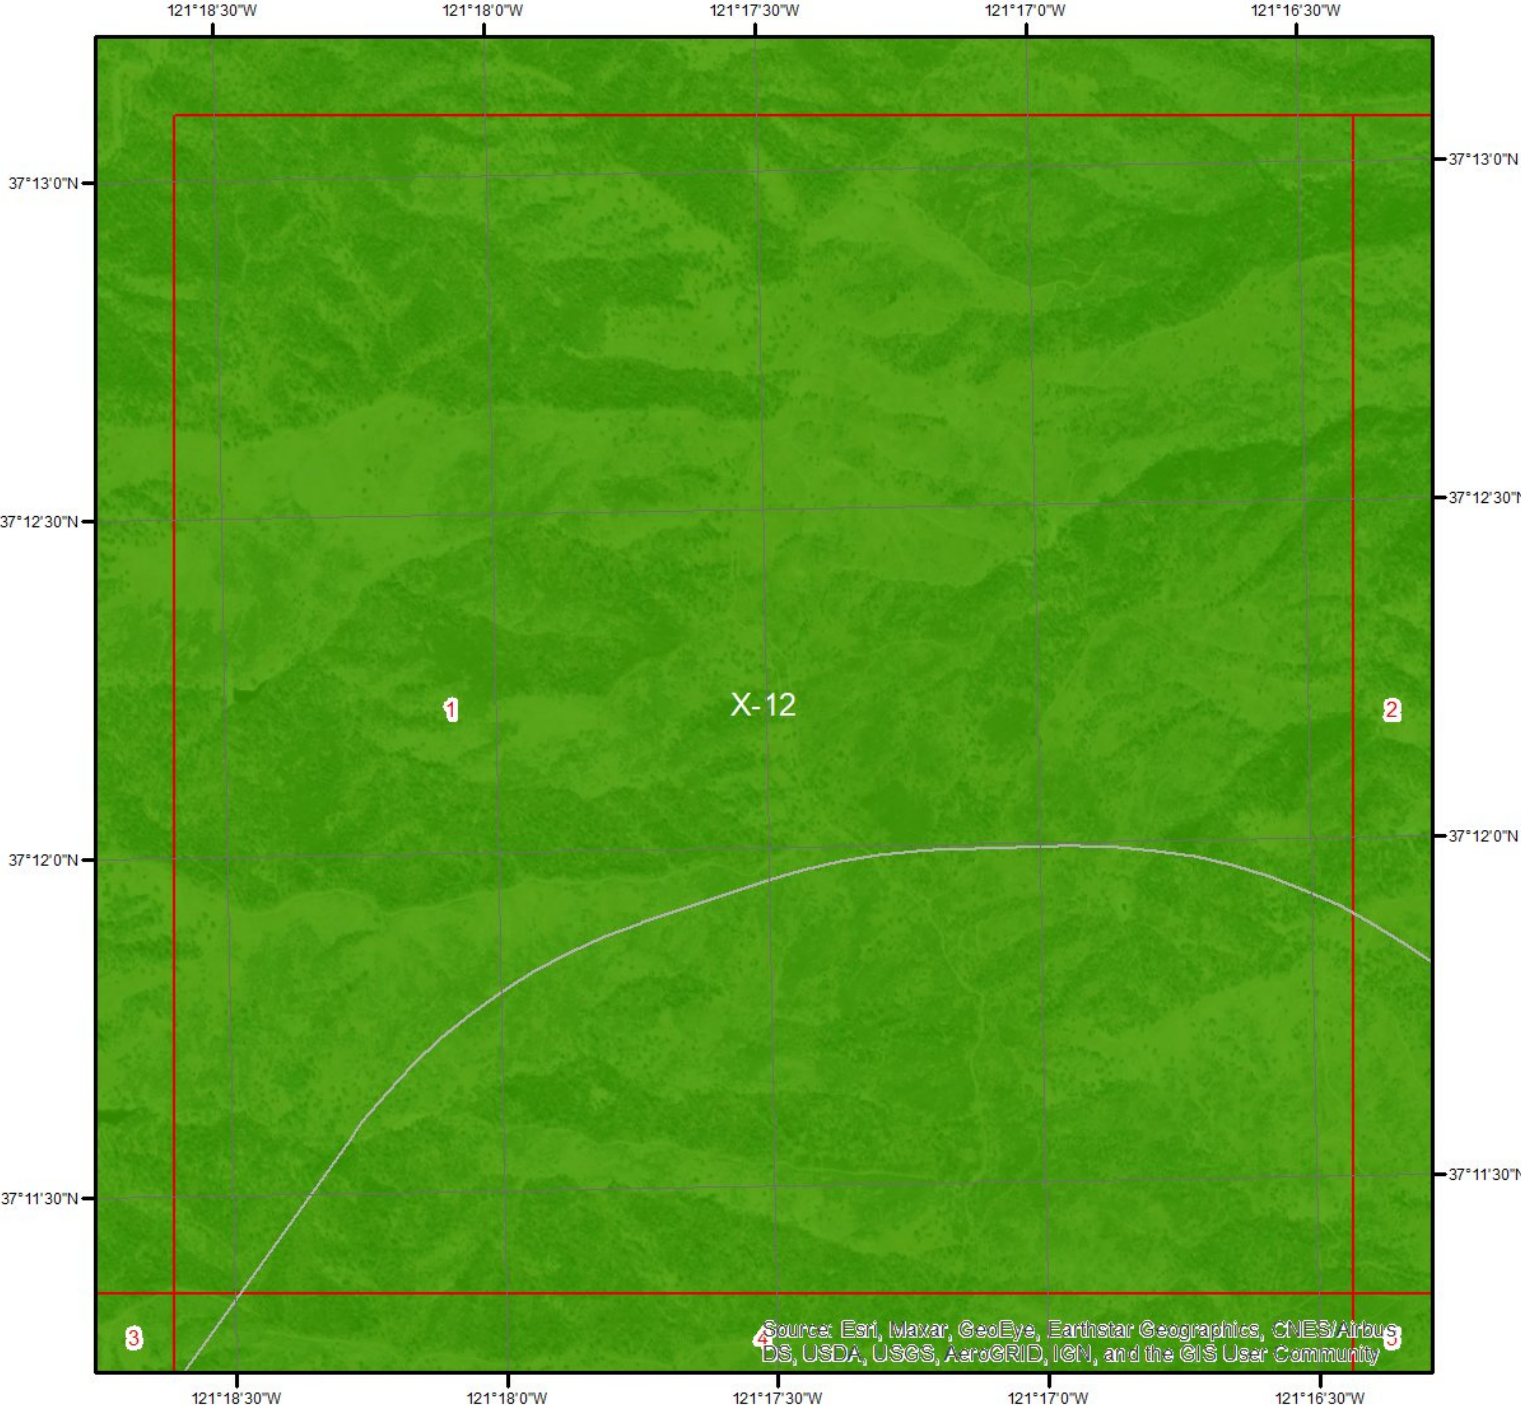 121°18'30"W 121°18'0"W 121°17'30"W 121°17'0"W 121°16'30"W
37°13'0"N 37°13'0"N
37°12'30"N 37°12'30"N
1 X-12 2
37°12'0"N 37°12'0"N
37°11'30"N 37°11'30"N
3 4 Source: Esri, Maxar, GeoEye, Earthstar Geographics, CNES/Airbus 5
DS, USDA, USGS, AeroGRID, IGN, and the GIS User Community
121°18'30"W 121°18'0"W 121°17'30"W 121°17'0"W 121°16'30"W